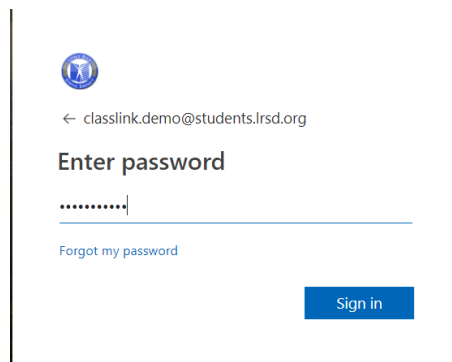 ← classlink.demo@students.lrsd.org
Enter password
•••••••••••
Forgot my password
Sign in